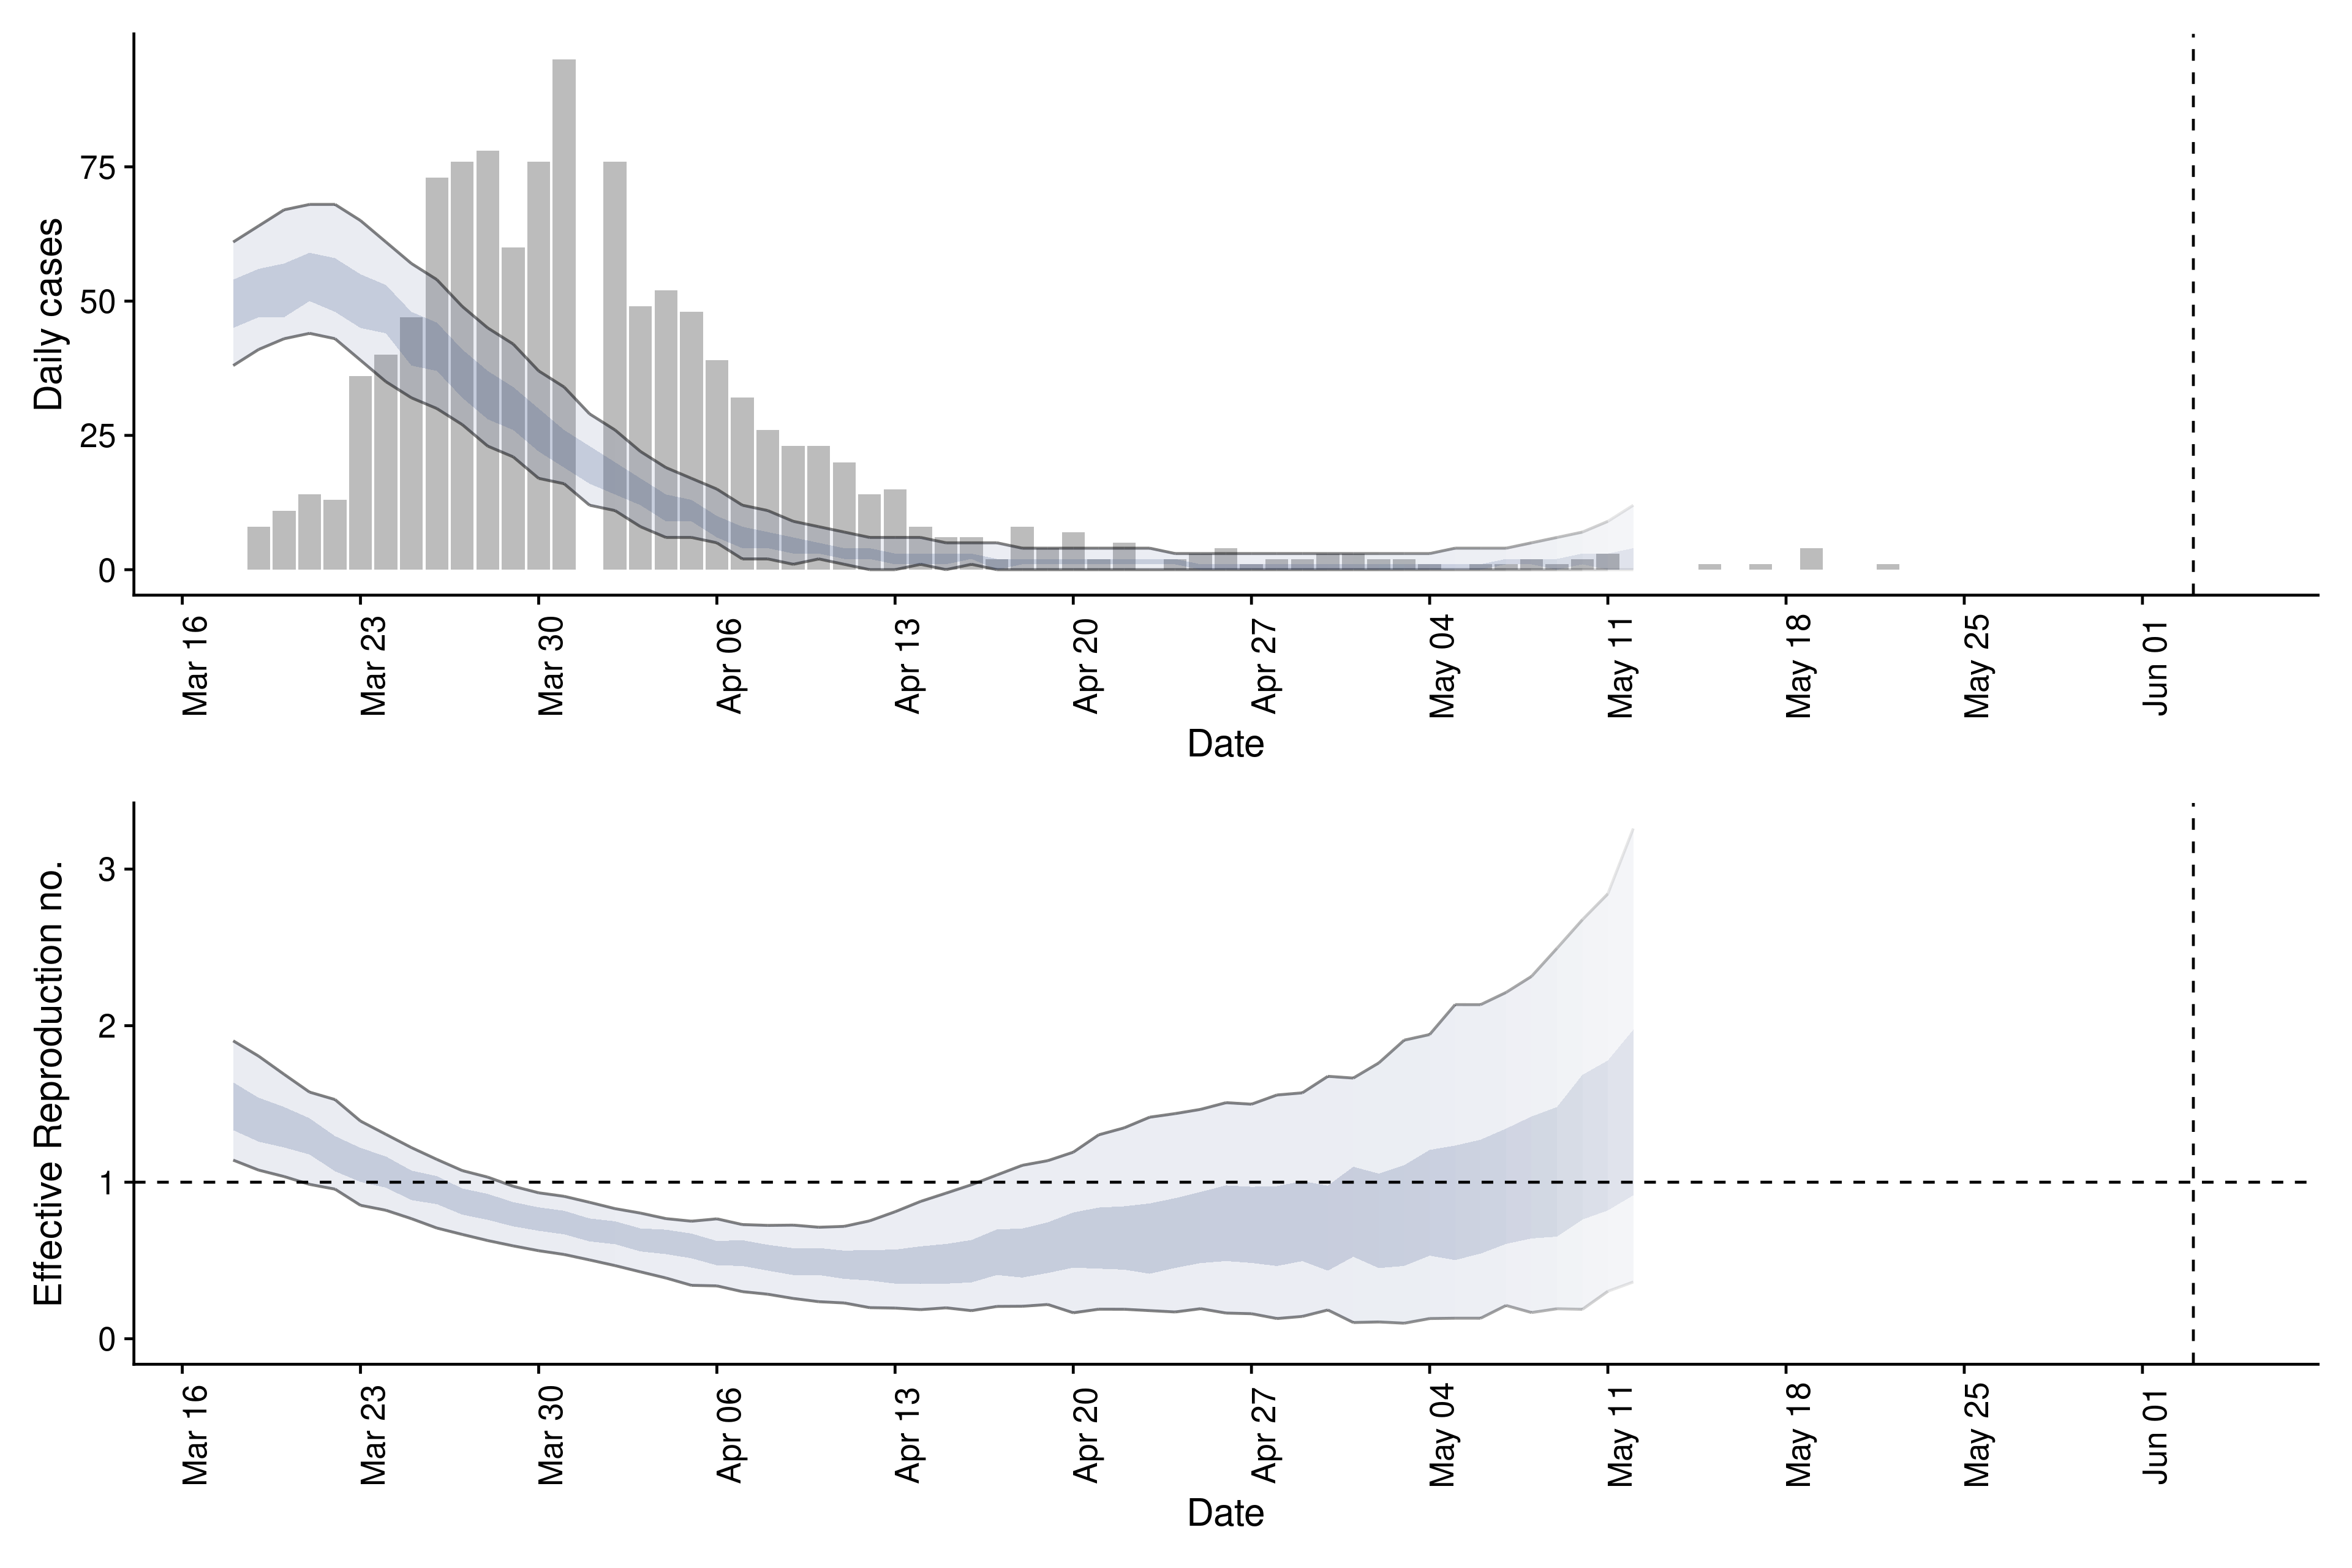 Daily cases
75
50
25
0
Mar 16
Mar 23
Mar 30
Apr 06
Apr 13
Apr 20
Apr 27
May 04
May 11
May 18
May 25
Jun 01
Date
Effective Reproduction no.
3
2
1
0
Mar 16
Mar 23
Mar 30
Apr 06
Apr 13
Apr 20
Apr 27
May 04
May 11
May 18
May 25
Jun 01
Date